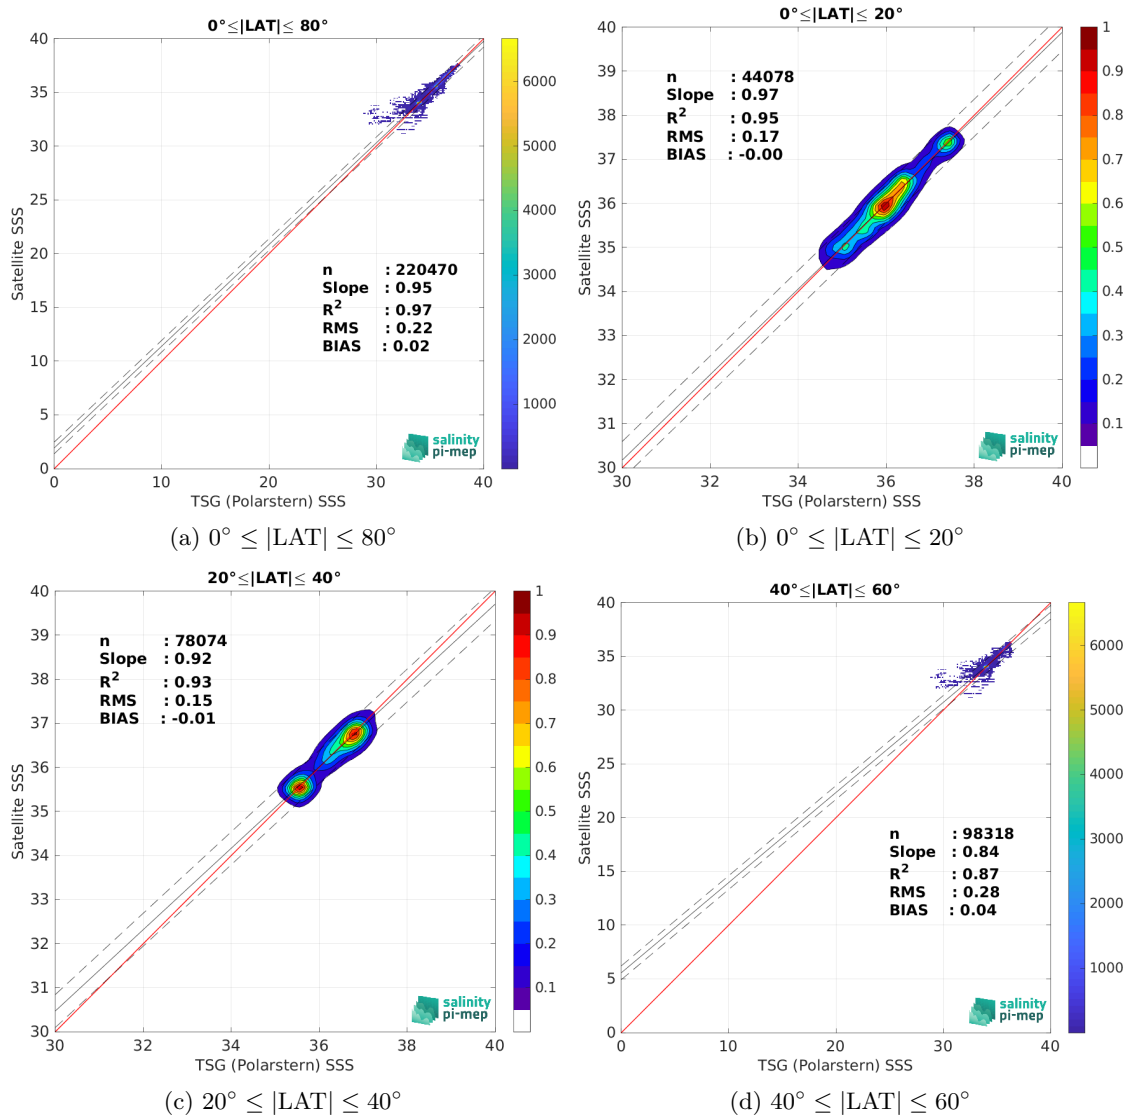 0°≤|LAT|≤ 80°
40
35
30
25
20
15
10
5
0
Satellite SSS
n : 220470
Slope : 0.95
R² : 0.97
RMS : 0.22
BIAS : 0.02
salinity
pi-mep
0 10 20 30 40
TSG (Polarstern) SSS
6000
5000
4000
3000
2000
1000
(a) 0° ≤ |LAT| ≤ 80°
0°≤|LAT|≤ 20°
40
39
38
37
36
35
34
33
32
31
30
Satellite SSS
n : 44078
Slope : 0.97
R² : 0.95
RMS : 0.17
BIAS : -0.00
salinity
pi-mep
30 32 34 36 38 40
TSG (Polarstern) SSS
1
0.9
0.8
0.7
0.6
0.5
0.4
0.3
0.2
0.1
(b) 0° ≤ |LAT| ≤ 20°
20°≤|LAT|≤ 40°
40
39
38
37
36
35
34
33
32
31
30
Satellite SSS
n : 78074
Slope : 0.92
R² : 0.93
RMS : 0.15
BIAS : -0.01
salinity
pi-mep
30 32 34 36 38 40
TSG (Polarstern) SSS
1
0.9
0.8
0.7
0.6
0.5
0.4
0.3
0.2
0.1
(c) 20° ≤ |LAT| ≤ 40°
40°≤|LAT|≤ 60°
40
35
30
25
20
15
10
5
0
Satellite SSS
n : 98318
Slope : 0.84
R² : 0.87
RMS : 0.28
BIAS : 0.04
salinity
pi-mep
0 10 20 30 40
TSG (Polarstern) SSS
6000
5000
4000
3000
2000
1000
(d) 40° ≤ |LAT| ≤ 60°